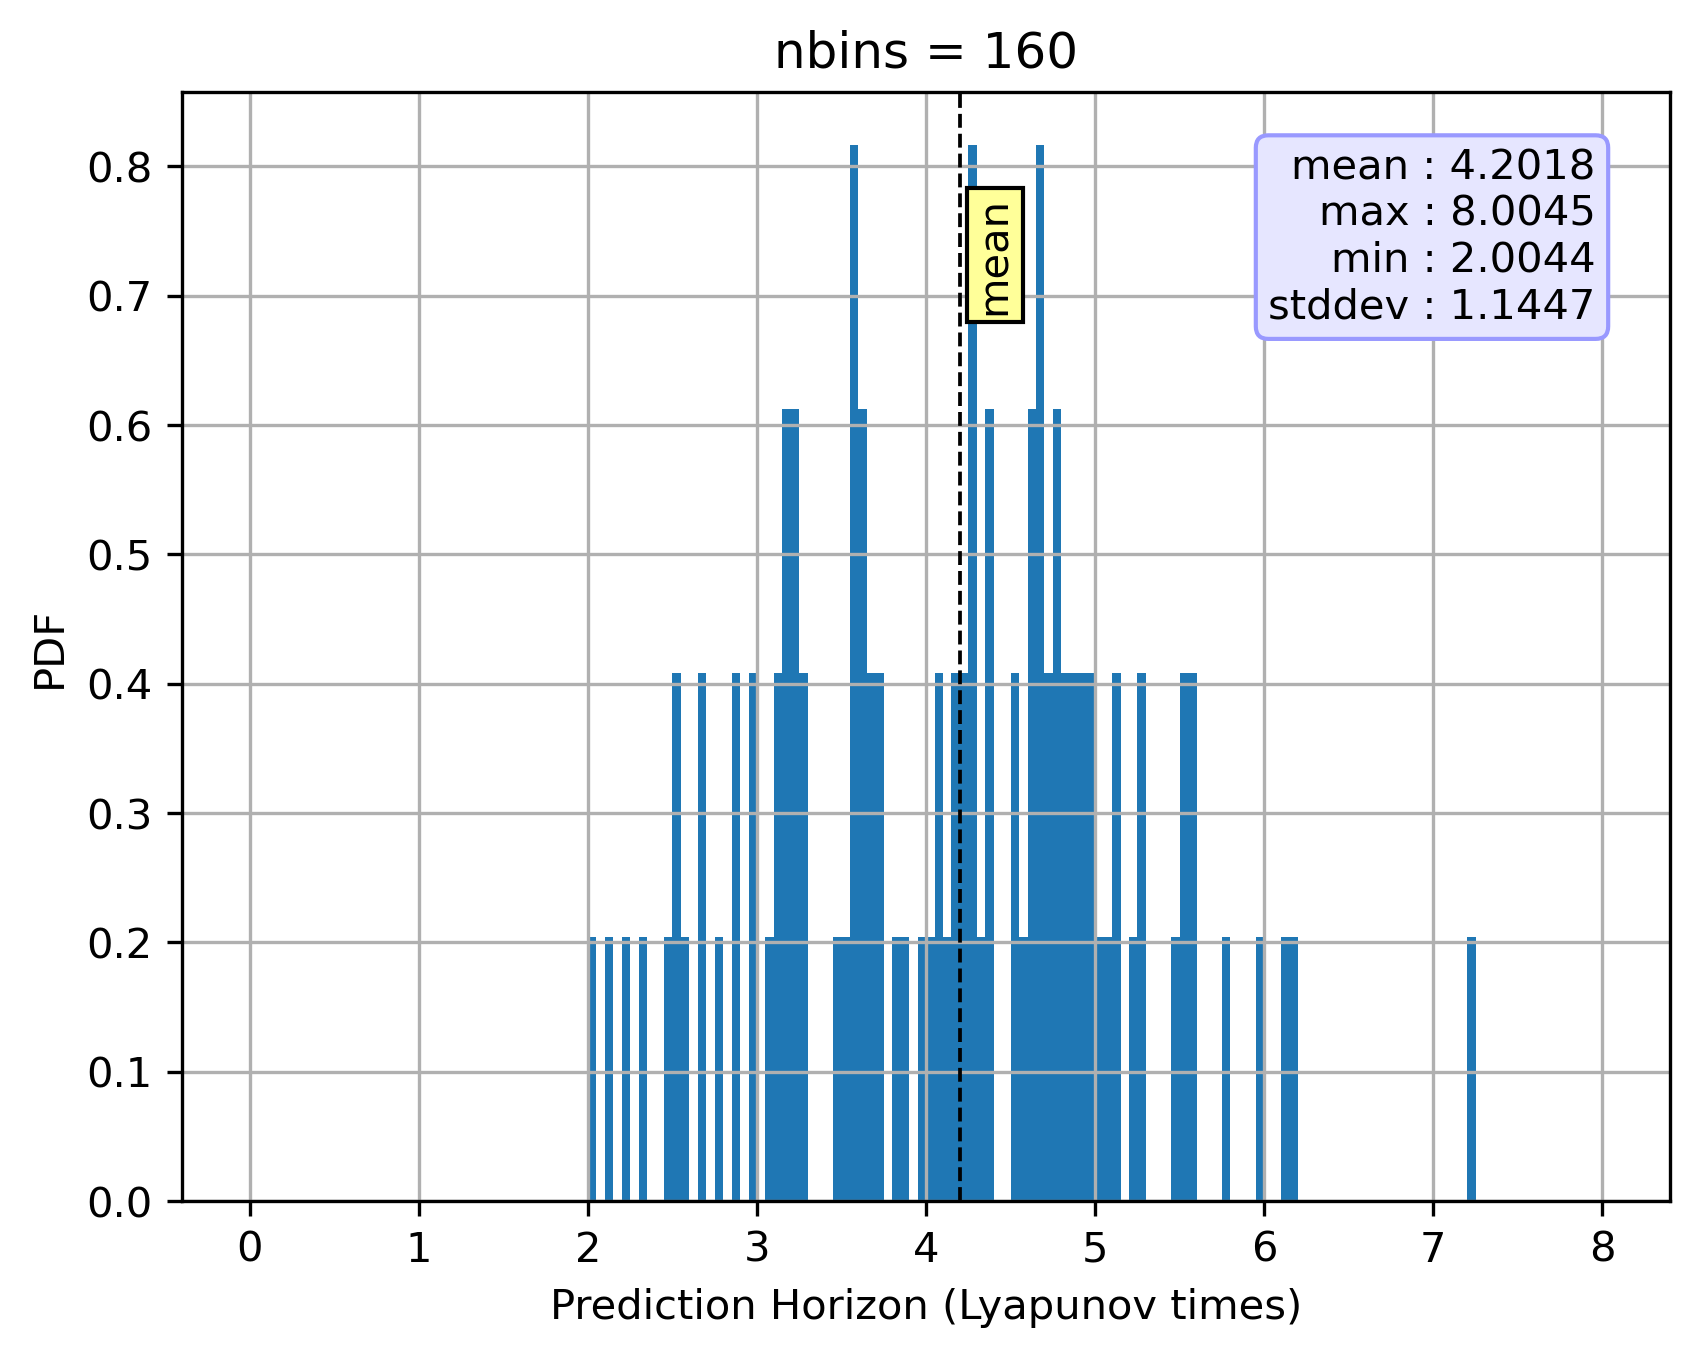 nbins = 160
mean : 4.2018
max : 8.0045
min : 2.0044
stddev : 1.1447
mean
PDF
0.8
0.7
0.6
0.5
0.4
0.3
0.2
0.1
0.0
0 1 2 3 4 5 6 7 8
Prediction Horizon (Lyapunov times)